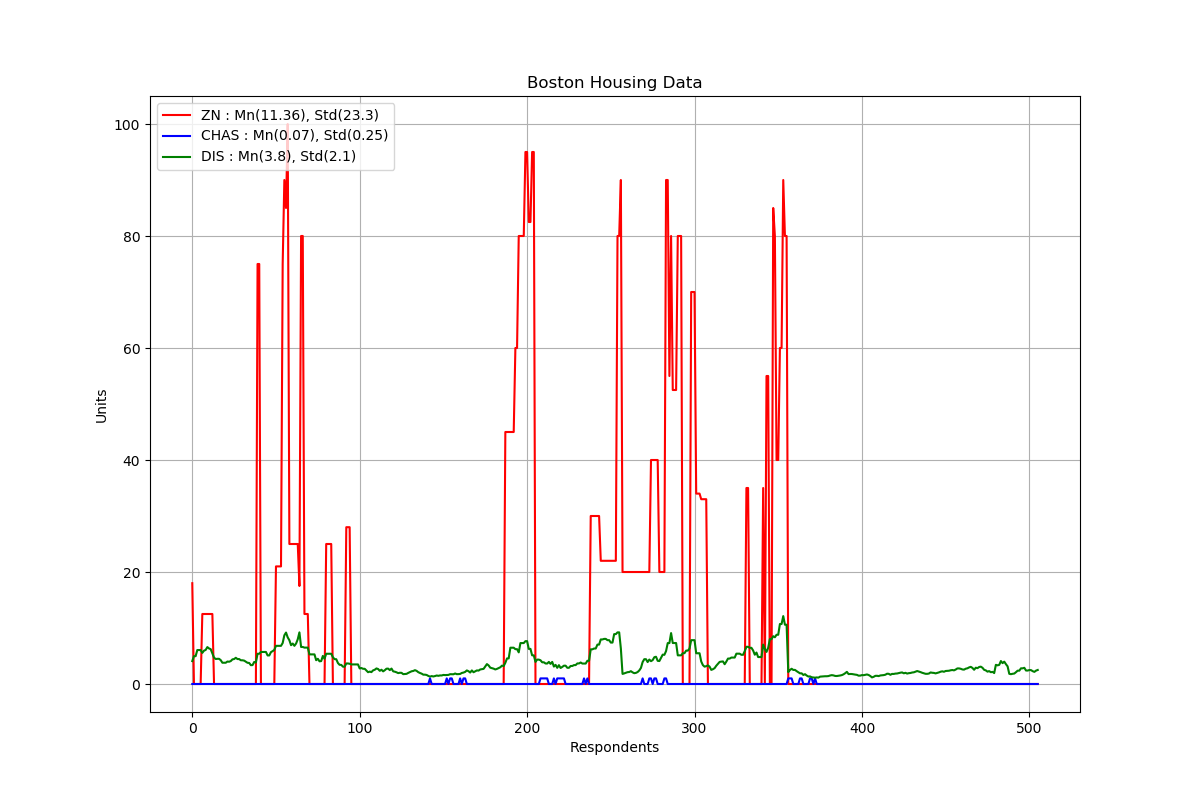 Boston Housing Data
ZN : Mn(11.36), Std(23.3)
CHAS : Mn(0.07), Std(0.25)
DIS : Mn(3.8), Std(2.1)
100
80
60
40
20
0
Units
0 100 200 300 400 500
Respondents